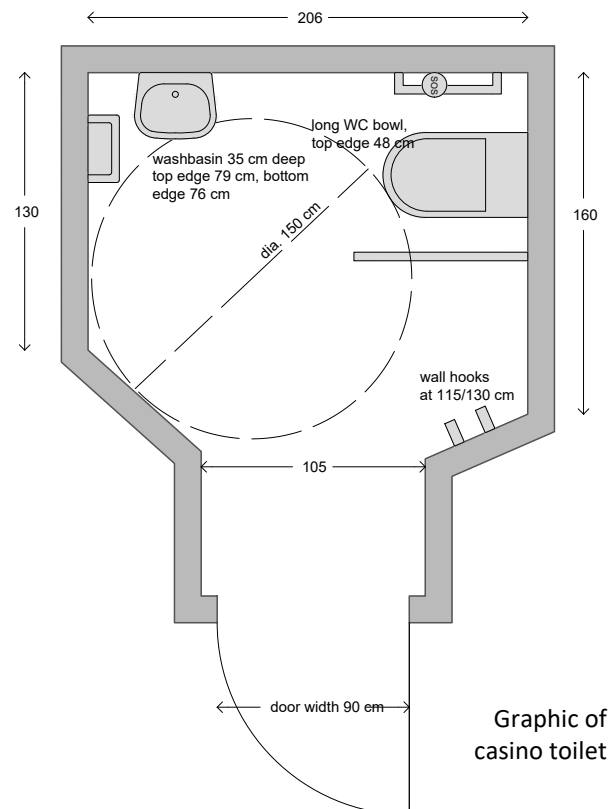 206
SOS
long WC bowl,
top edge 48 cm
washbasin 35 cm deep
top edge 79 cm, bottom
edge 76 cm
130
160
dia. 150 cm
wall hooks
at 115/130 cm
105
door width 90 cm
Graphic of
casino toilet